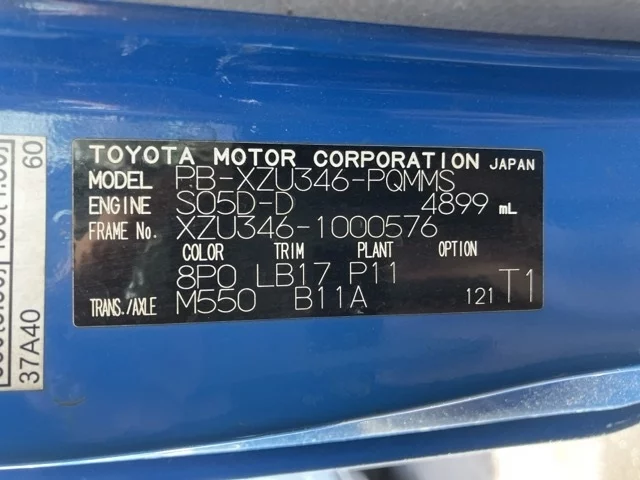 TOYOTA MOTOR CORPORATION JAPAN
MODEL PB-XZU346-PQMMS
ENGINE S05D-D 4899 mL
FRAME No. XZU346-1000576
COLOR TRIM PLANT OPTION
8P0 LB17 P11
TRANS./AXLE M550 B11A 121 T1
60
37A40